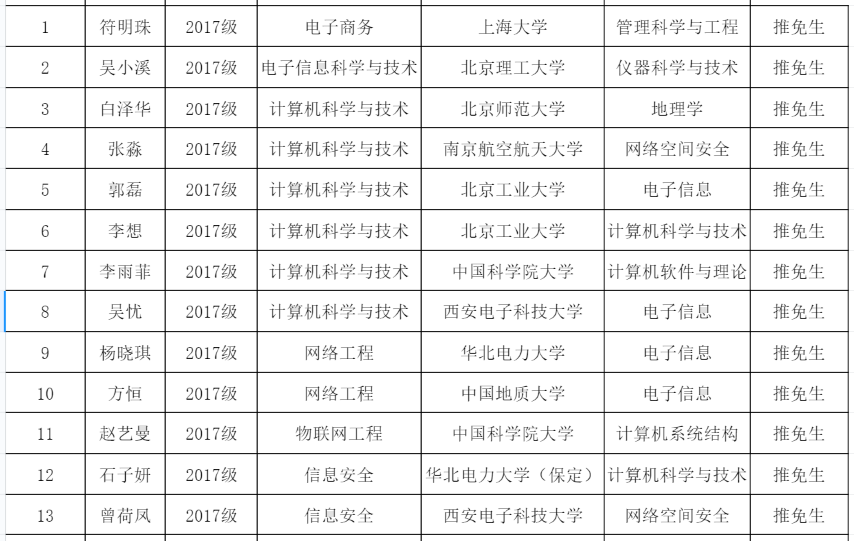 1 符明珠 2017级 电子商务 上海大学 管理科学与工程 推免生
2 吴小溪 2017级 电子信息科学与技术 北京理工大学 仪器科学与技术 推免生
3 白泽华 2017级 计算机科学与技术 北京师范大学 地理学 推免生
4 张淼 2017级 计算机科学与技术 南京航空航天大学 网络空间安全 推免生
5 郭磊 2017级 计算机科学与技术 北京工业大学 电子信息 推免生
6 李想 2017级 计算机科学与技术 北京工业大学 计算机科学与技术 推免生
7 李雨菲 2017级 计算机科学与技术 中国科学院大学 计算机软件与理论 推免生
8 吴忧 2017级 计算机科学与技术 西安电子科技大学 电子信息 推免生
9 杨晓琪 2017级 网络工程 华北电力大学 电子信息 推免生
10 方恒 2017级 网络工程 中国地质大学 电子信息 推免生
11 赵艺曼 2017级 物联网工程 中国科学院大学 计算机系统结构 推免生
12 石子妍 2017级 信息安全 华北电力大学（保定） 计算机科学与技术 推免生
13 曾荷凤 2017级 信息安全 西安电子科技大学 网络空间安全 推免生